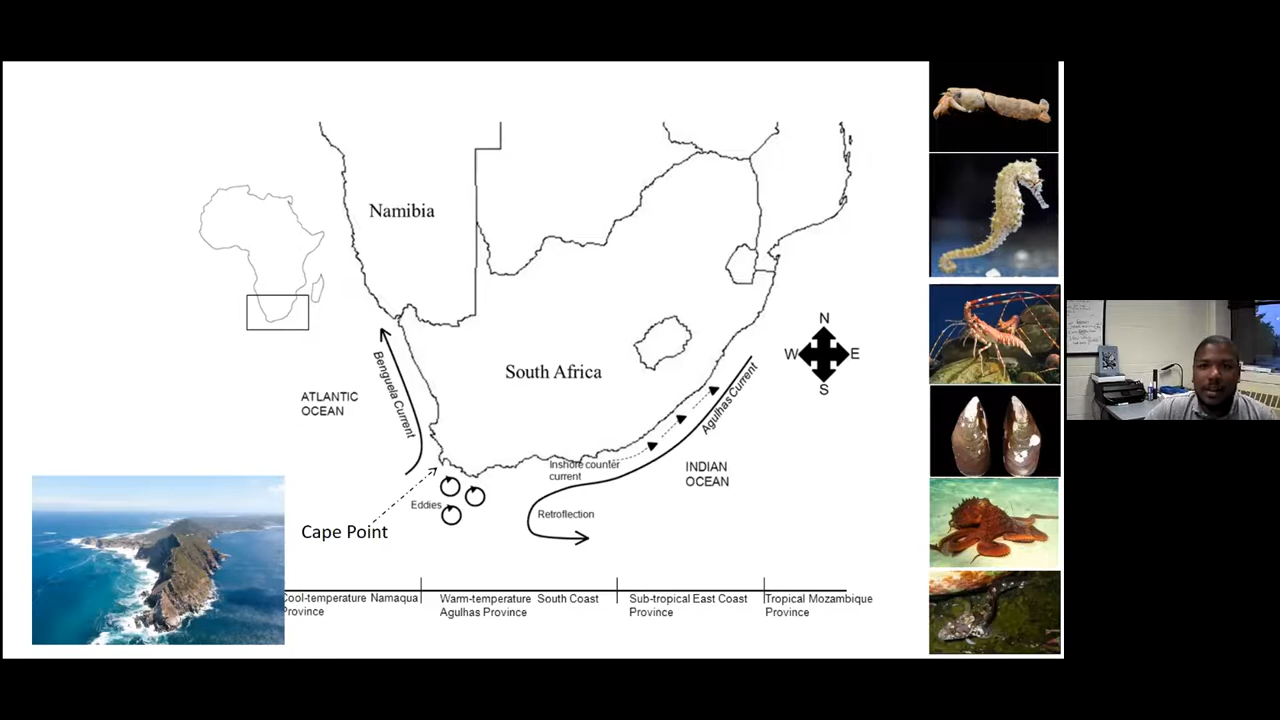 Namibia
South Africa
ATLANTIC
OCEAN
Benguela Current
N
W
E
S
Agulhas Current
Inshore counter
current
INDIAN
OCEAN
Eddies
Retroflection
Cape Point
Cool-temperature Namaqua
Province
Warm-temperature South Coast
Agulhas Province
Sub-tropical East Coast
Province
Tropical Mozambique
Province